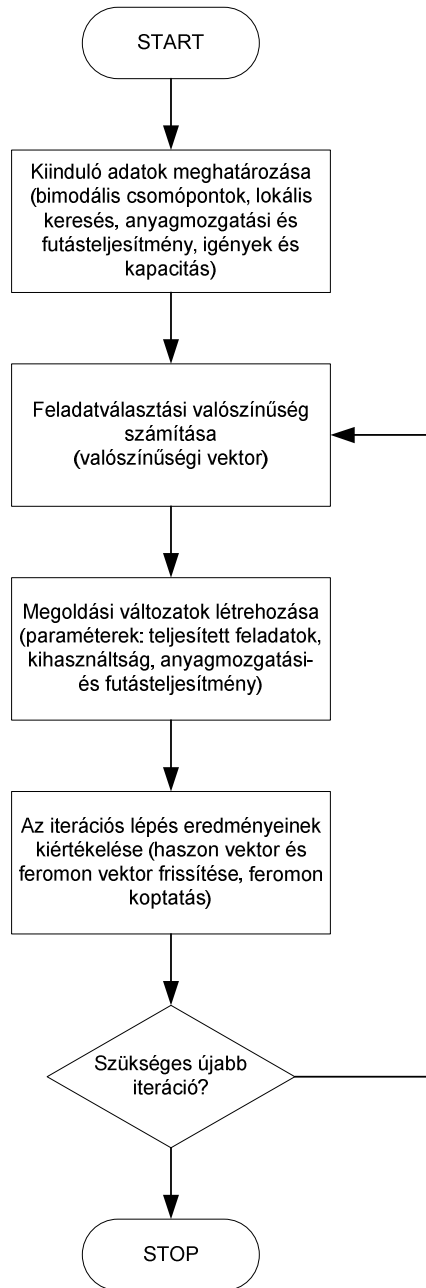 START
Kiinduló adatok meghatározása
(bimodális csomópontok, lokális
keresés, anyagmozgatási és
futásteljesítmény, igények és
kapacitás)
Feladatválasztási valószínűség
számítása
(valószínűségi vektor)
Megoldási változatok létrehozása
(paraméterek: teljesített feladatok,
kihasználtság, anyagmozgatási-
és futásteljesítmény)
Az iterációs lépés eredményeinek
kiértékelése (haszon vektor és
feromon vektor frissítése, feromon
koptatás)
Szükséges újabb
iteráció?
STOP